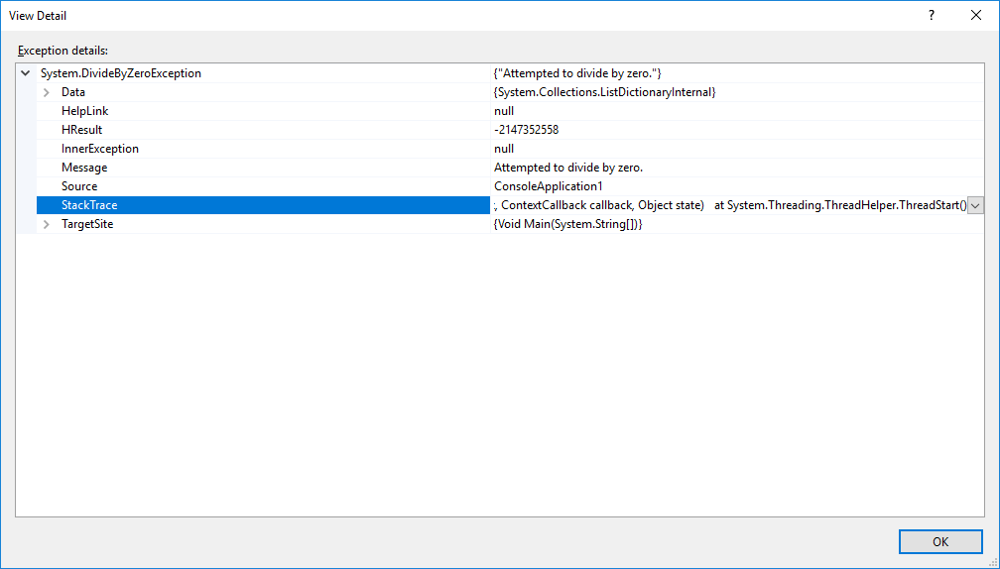 View Detail ?
Exception details:
System.DivideByZeroException {"Attempted to divide by zero."}
Data {System.Collections.ListDictionaryInternal}
HelpLink null
HResult -2147352558
InnerException null
Message Attempted to divide by zero.
Source ConsoleApplication1
StackTrace , ContextCallback callback, Object state) at System.Threading.ThreadHelper.ThreadStart()
TargetSite {Void Main(System.String[])}
OK